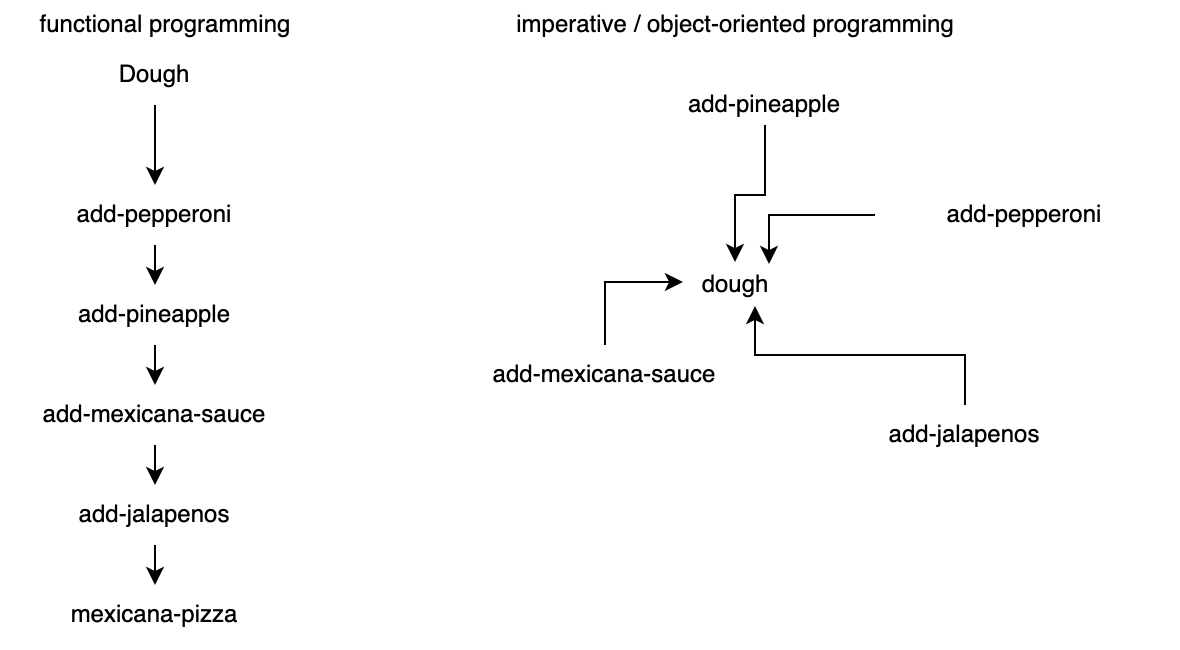 functional programming
Dough
add-pepperoni
add-pineapple
add-mexicana-sauce
add-jalapenos
mexicana-pizza
imperative / object-oriented programming
add-pineapple
add-pepperoni
dough
add-mexicana-sauce
add-jalapenos